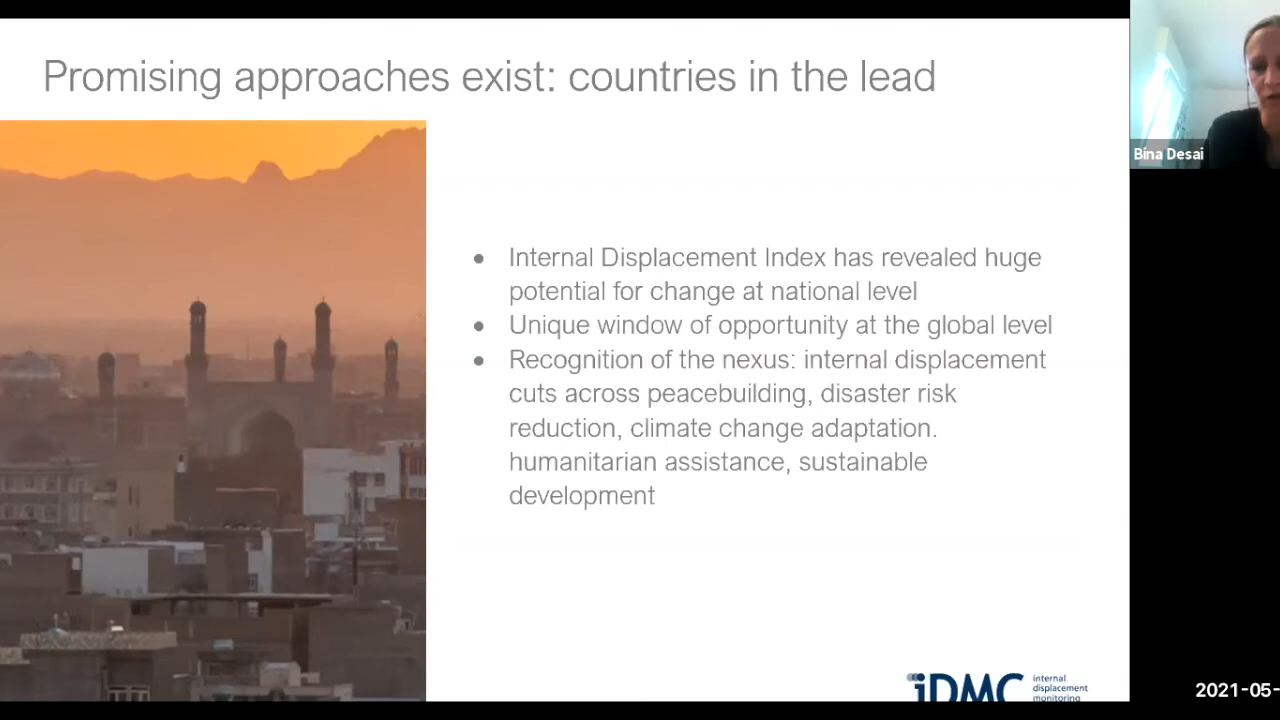 Promising approaches exist: countries in the lead
Bina Desai
• Internal Displacement Index has revealed huge
potential for change at national level
• Unique window of opportunity at the global level
• Recognition of the nexus: internal displacement
cuts across peacebuilding, disaster risk
reduction, climate change adaptation.
humanitarian assistance, sustainable
development
iDMC
internal
displacement
monitoring
2021-05-